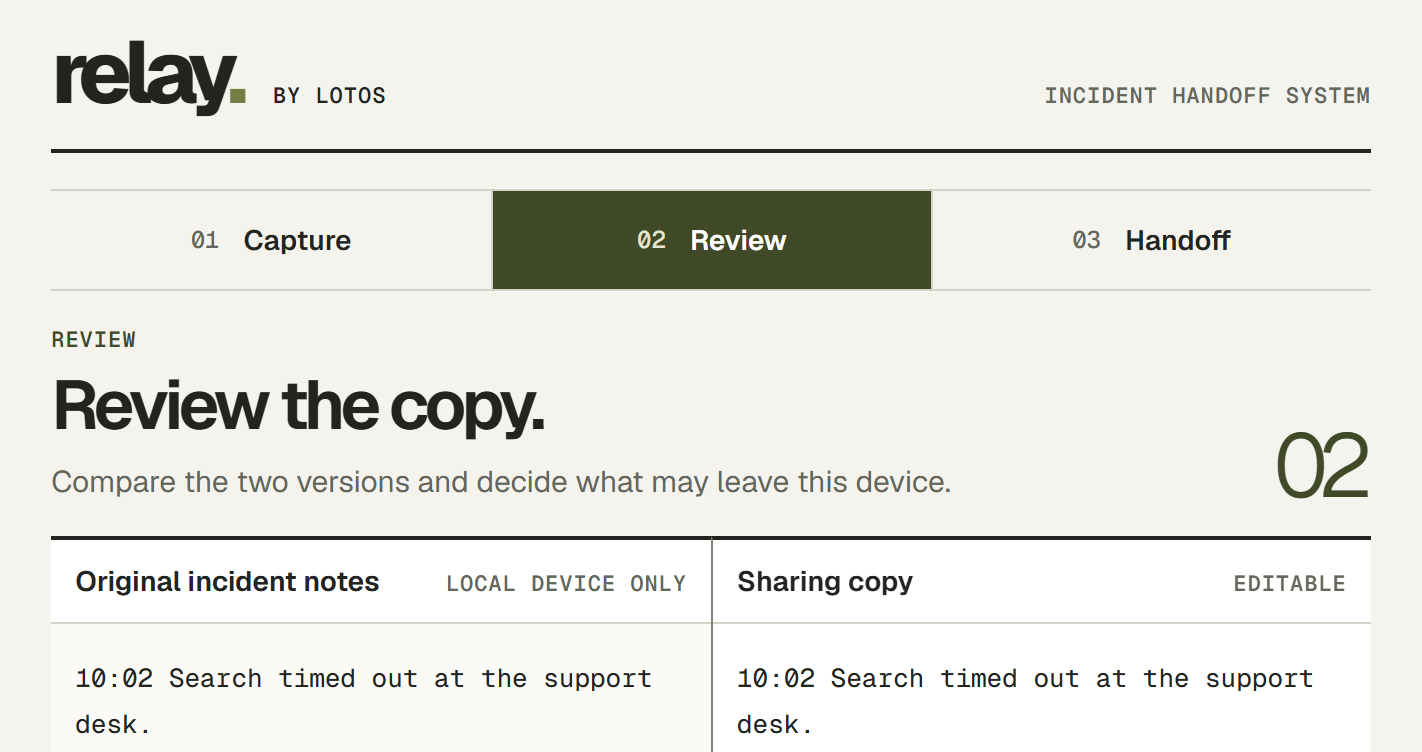 relay. BY LOTOS
INCIDENT HANDOFF SYSTEM
01 Capture
02 Review
03 Handoff
REVIEW
Review the copy.
Compare the two versions and decide what may leave this device.
02
Original incident notes
LOCAL DEVICE ONLY
10:02 Search timed out at the support
desk.
Sharing copy
EDITABLE
10:02 Search timed out at the support
desk.